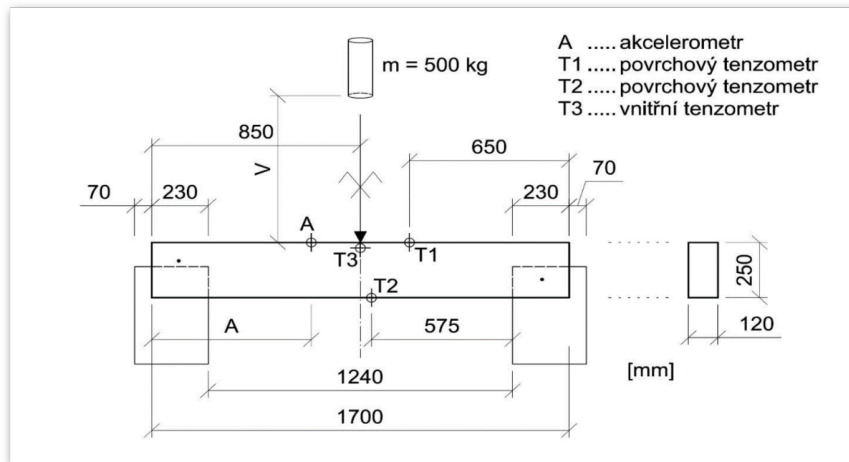 A ..... akcelerometr
m = 500 kg
T1 ..... povrchový tenzometr
T2 ..... povrchový tenzometr
T3 ..... vnitřní tenzometr
850
650
V
70
230
230
70
A
T3
T1
T2
250
A
575
120
1240
[mm]
1700